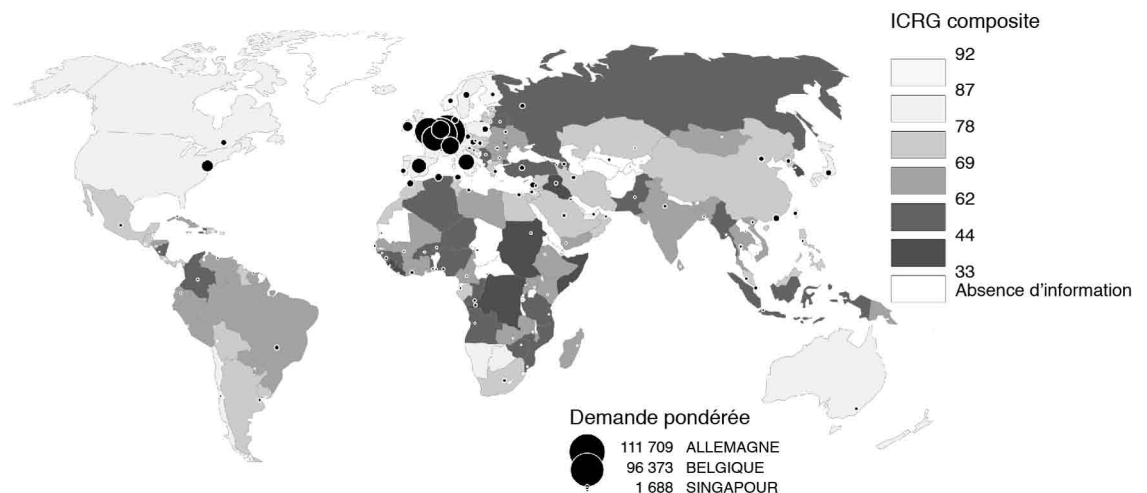 ICRG composite
92
87
78
69
62
44
33
Absence d'information
Demande pondérée
111 709 ALLEMAGNE
96 373 BELGIQUE
1 688 SINGAPOUR